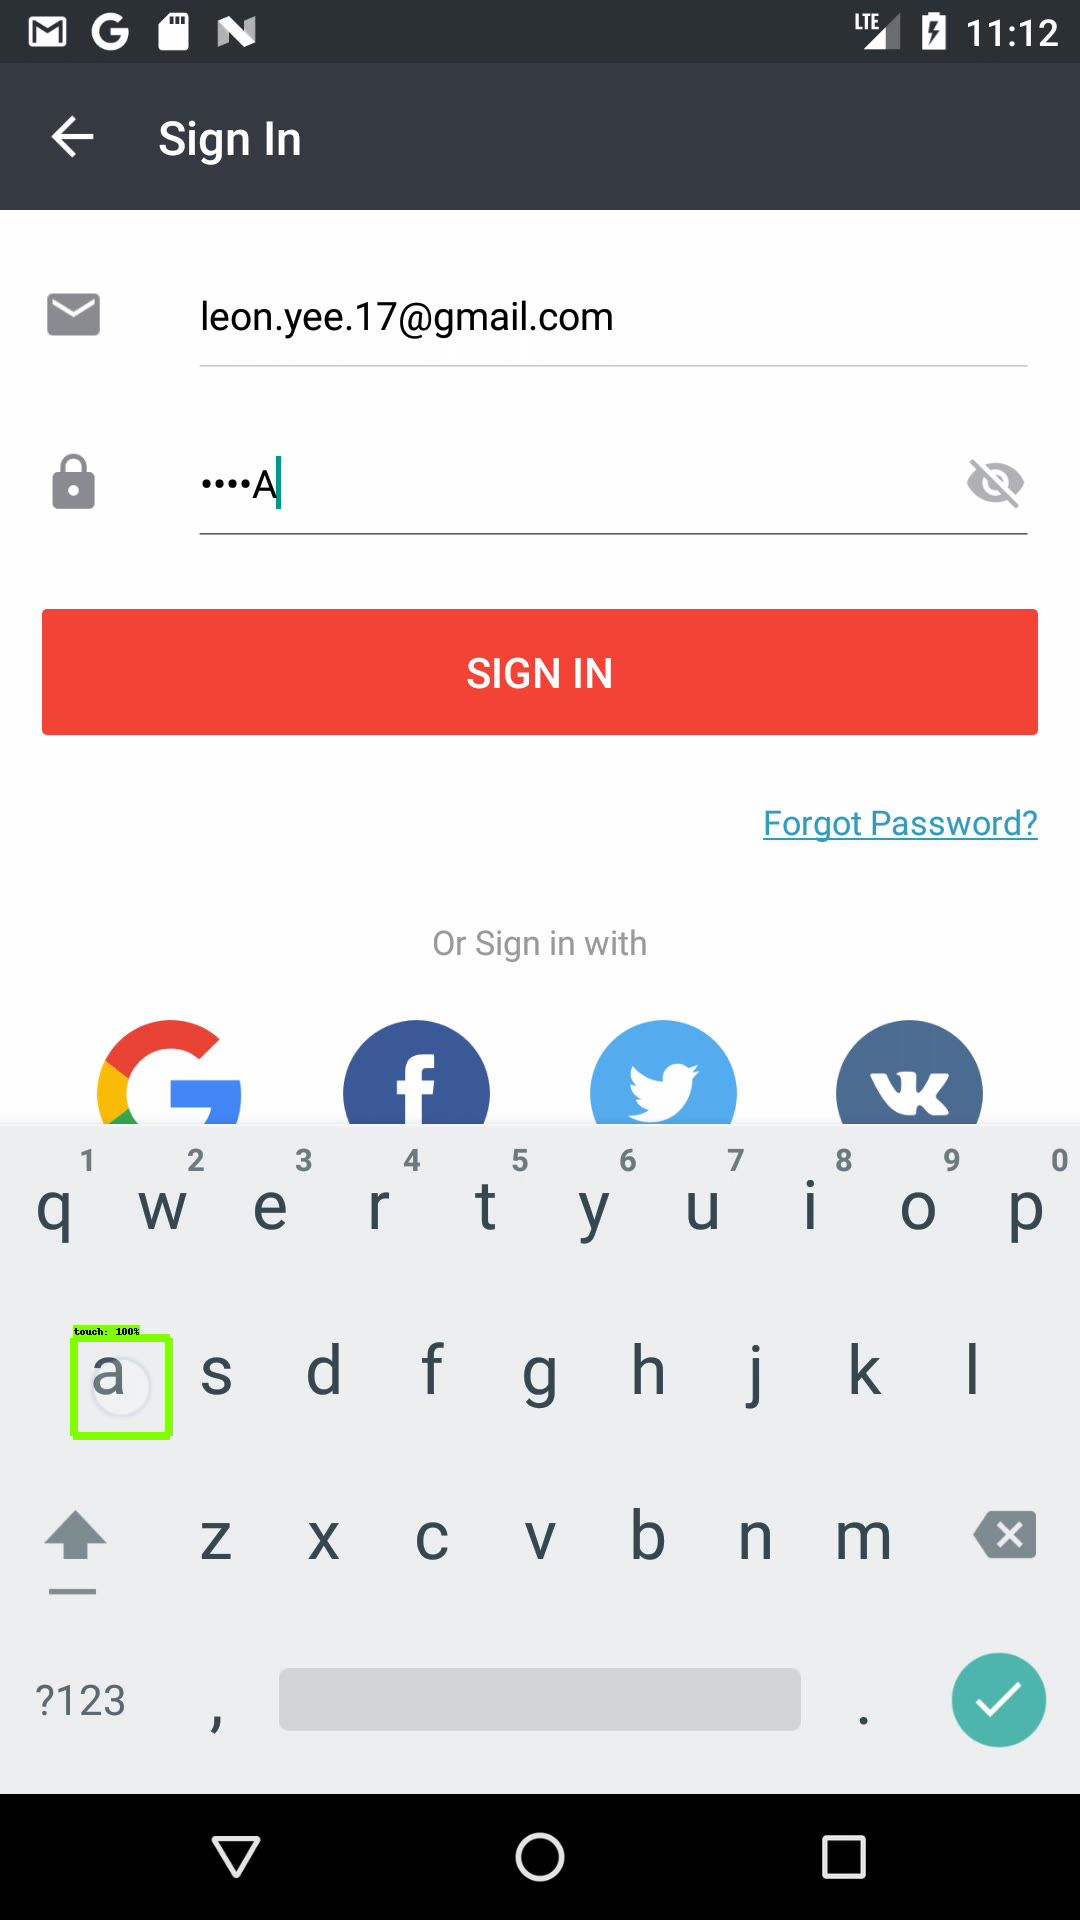 LTE 11:12
Sign In
leon.yee.17@gmail.com
••••A
SIGN IN
Forgot Password?
Or Sign in with
1 2 3 4 5 6 7 8 9 0
q w e r t y u i o p
touch: 100%
a s d f g h j k l
z x c v b n m
?123 , .